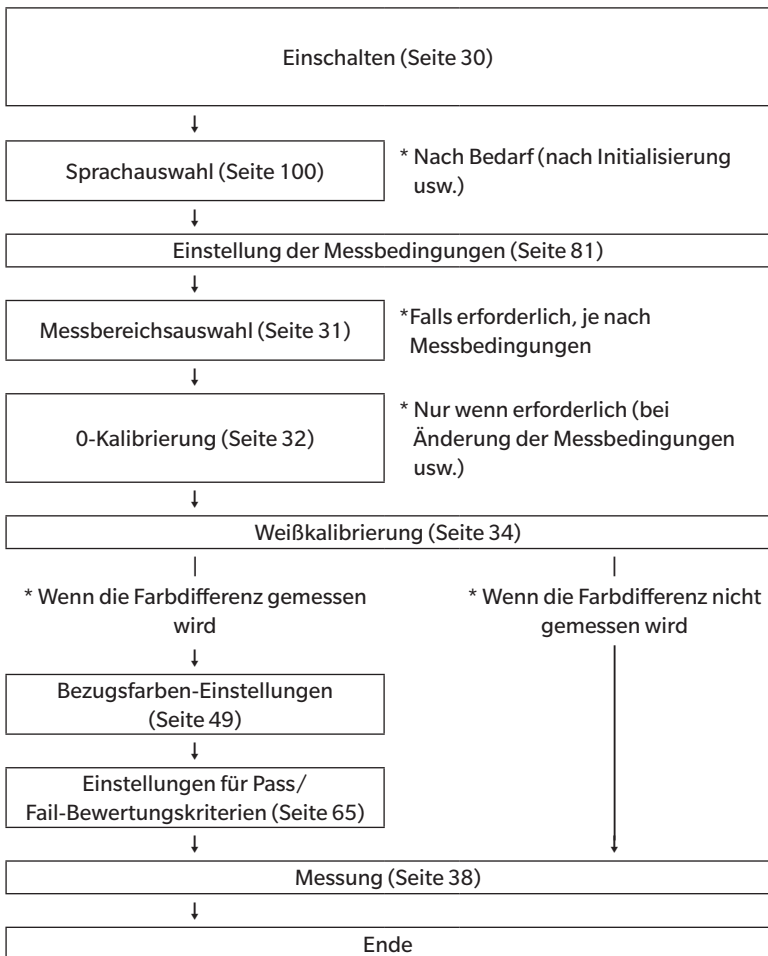 Einschalten (Seite 30)
Sprachauswahl (Seite 100)
* Nach Bedarf (nach Initialisierung
usw.)
Einstellung der Messbedingungen (Seite 81)
Messbereichsauswahl (Seite 31)
*Falls erforderlich, je nach
Messbedingungen
0-Kalibrierung (Seite 32)
* Nur wenn erforderlich (bei
Änderung der Messbedingungen
usw.)
Weißkalibrierung (Seite 34)
* Wenn die Farbdifferenz gemessen
wird
* Wenn die Farbdifferenz nicht
gemessen wird
Bezugsfarben-Einstellungen
(Seite 49)
Einstellungen für Pass/
Fail-Bewertungskriterien (Seite 65)
Messung (Seite 38)
Ende